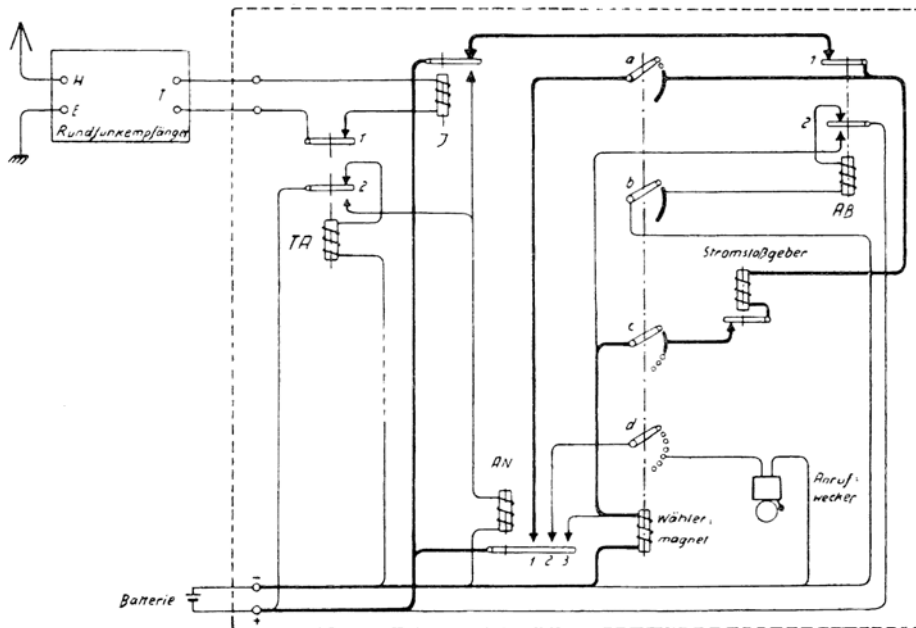 H
E
T
Rundfunkempfänger
1
2
TA
J
a
1
2
b
AB
Stromstoßgeber
c
d
AN
1 2 3
Wähler-
magnet
Anruf-
wecker
Batterie
−
+